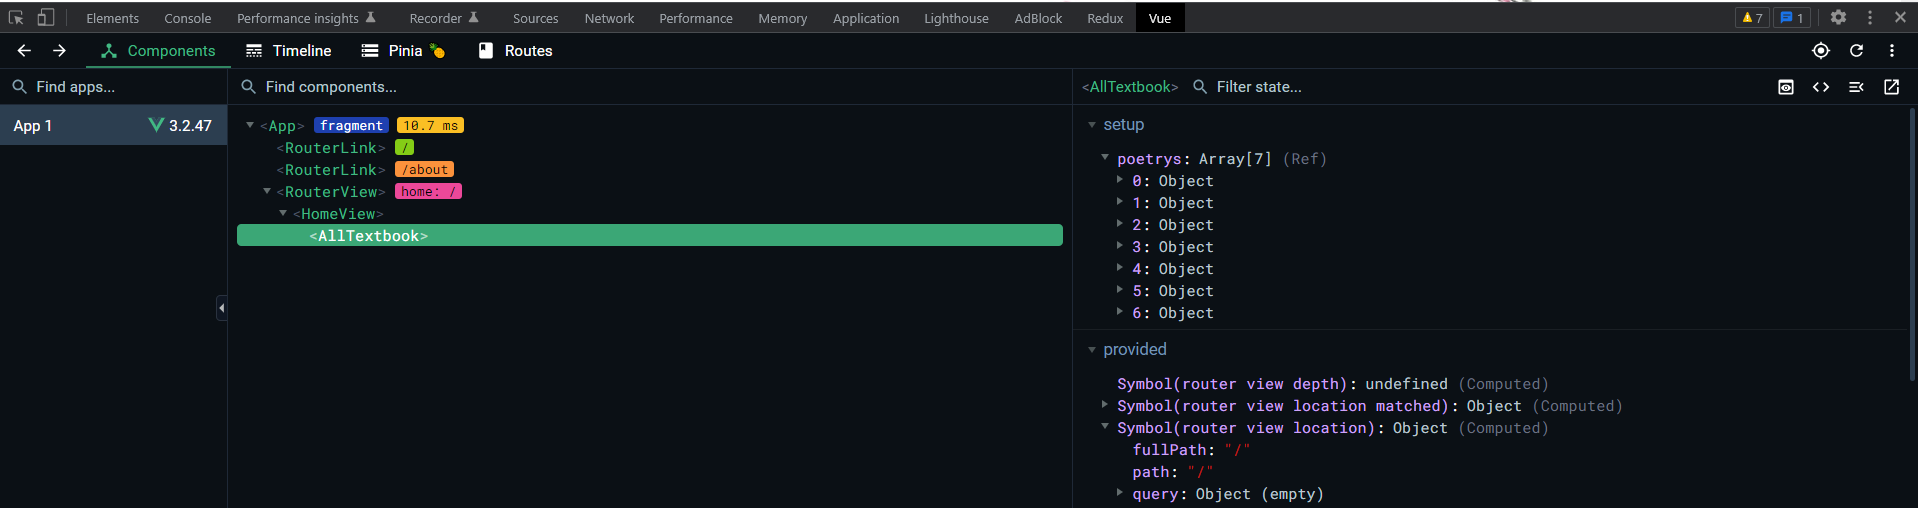 Elements Console Performance insights Recorder Sources Network Performance Memory Application Lighthouse AdBlock Redux Vue 7 1
Components Timeline Pinia 🍍 Routes
Find apps... Find components... <AllTextbook> Filter state...
App 1 3.2.47
<App> fragment 10.7 ms
<RouterLink> /
<RouterLink> /about
<RouterView> home: /
<HomeView>
<AllTextbook>
setup
poetrys: Array[7] (Ref)
0: Object
1: Object
2: Object
3: Object
4: Object
5: Object
6: Object
provided
Symbol(router view depth): undefined (Computed)
Symbol(router view location matched): Object (Computed)
Symbol(router view location): Object (Computed)
fullPath: "/"
path: "/"
query: Object (empty)